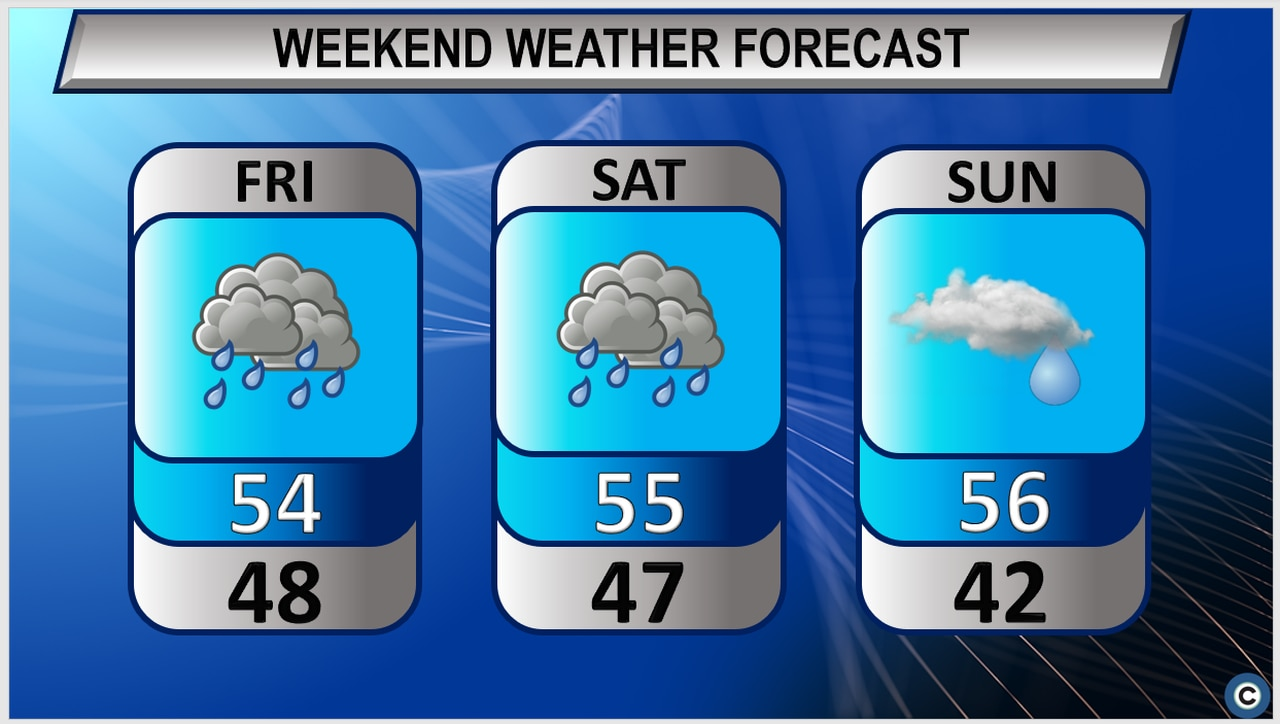 WEEKEND WEATHER FORECAST
FRI
54
48
SAT
55
47
SUN
56
42
C